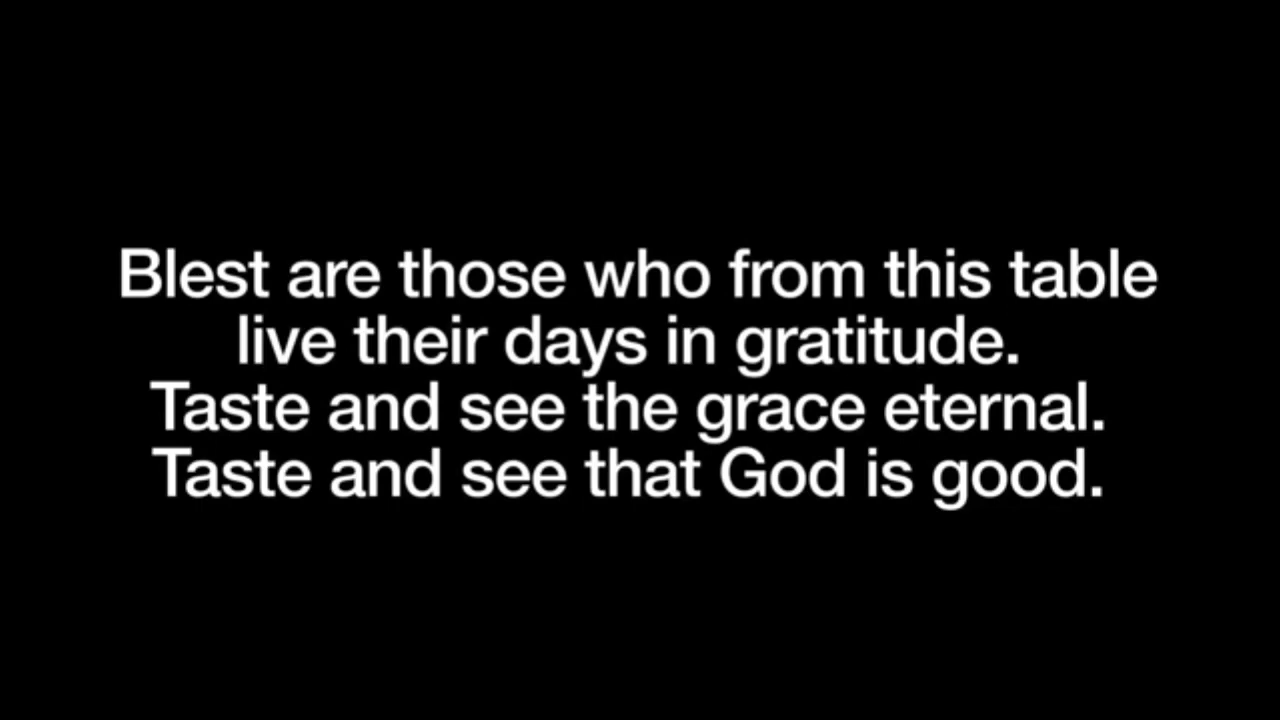 Blest are those who from this table
live their days in gratitude.
Taste and see the grace eternal.
Taste and see that God is good.